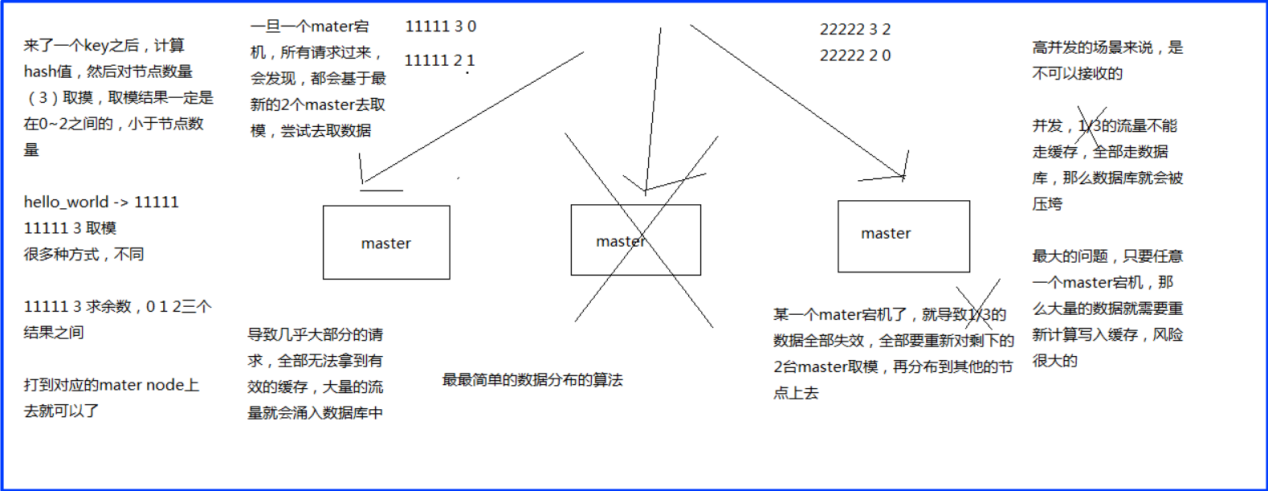 来了一个key之后，计算
hash值，然后对节点数量
（3）取摸，取模结果一定是
在0~2之间的，小于节点数
量
hello_world -> 11111
11111 3 取模
很多种方式，不同
11111 3 求余数，0 1 2三个
结果之间
打到对应的mater node上
去就可以了
一旦一个mater宕
机，所有请求过来，
会发现，都会基于最
新的2个master去取
模，尝试去取数据
11111 3 0
11111 2 1
22222 3 2
22222 2 0
master
master
master
导致几乎大部分的请
求，全部无法拿到有
效的缓存，大量的流
量就会涌入数据库中
最最简单的数据分布的算法
某一个mater宕机了，就导致1/3的
数据全部失效，全部要重新对剩下的
2台master取模，再分布到其他的节
点上去
高并发的场景来说，是
不可以接收的
并发，1/3的流量不能
走缓存，全部走数据
库，那么数据库就会被
压垮
最大的问题，只要任意
一个master宕机，那
么大量的数据就需要重
新计算写入缓存，风险
很大的